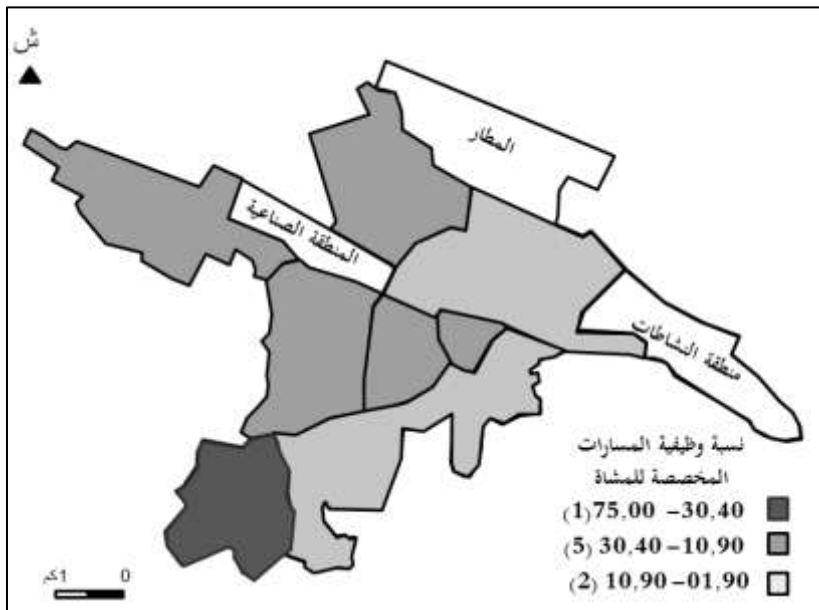 ش
المطار
المنطقة الصناعية
منطقة النشاطات
نسبة وظيفية المسارات
المخصصة للمشاة
(1) 75,00 – 30,40
(5) 30,40 – 10,90
(2) 10,90 – 01,90
0 1كم